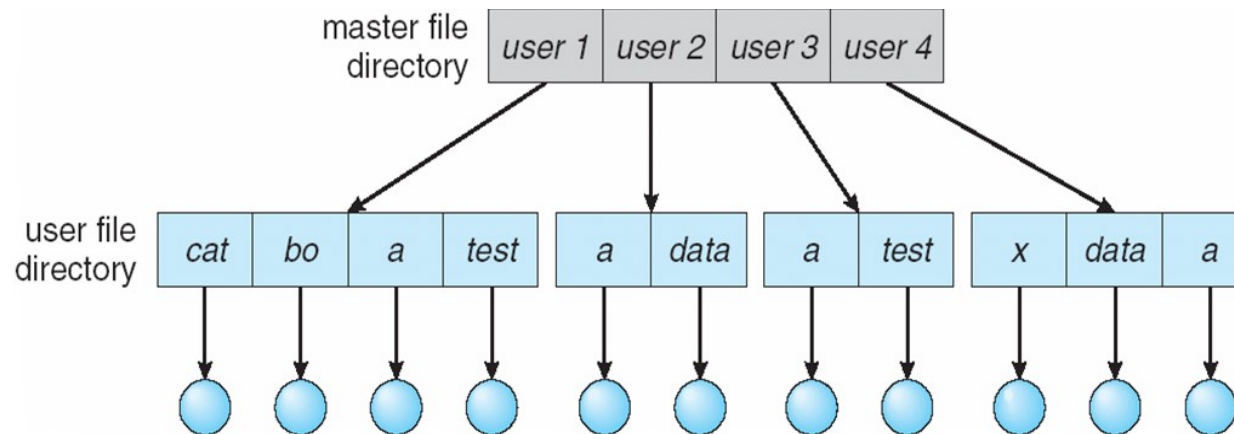 master file
directory
user 1 user 2 user 3 user 4
user file
directory
cat bo a test a data a test x data a